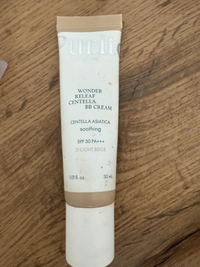 WONDER
RELEAF
CENTELLA
BB CREAM
CENTELLA ASIATICA
soothing
SPF 30 PA+++
30 mL